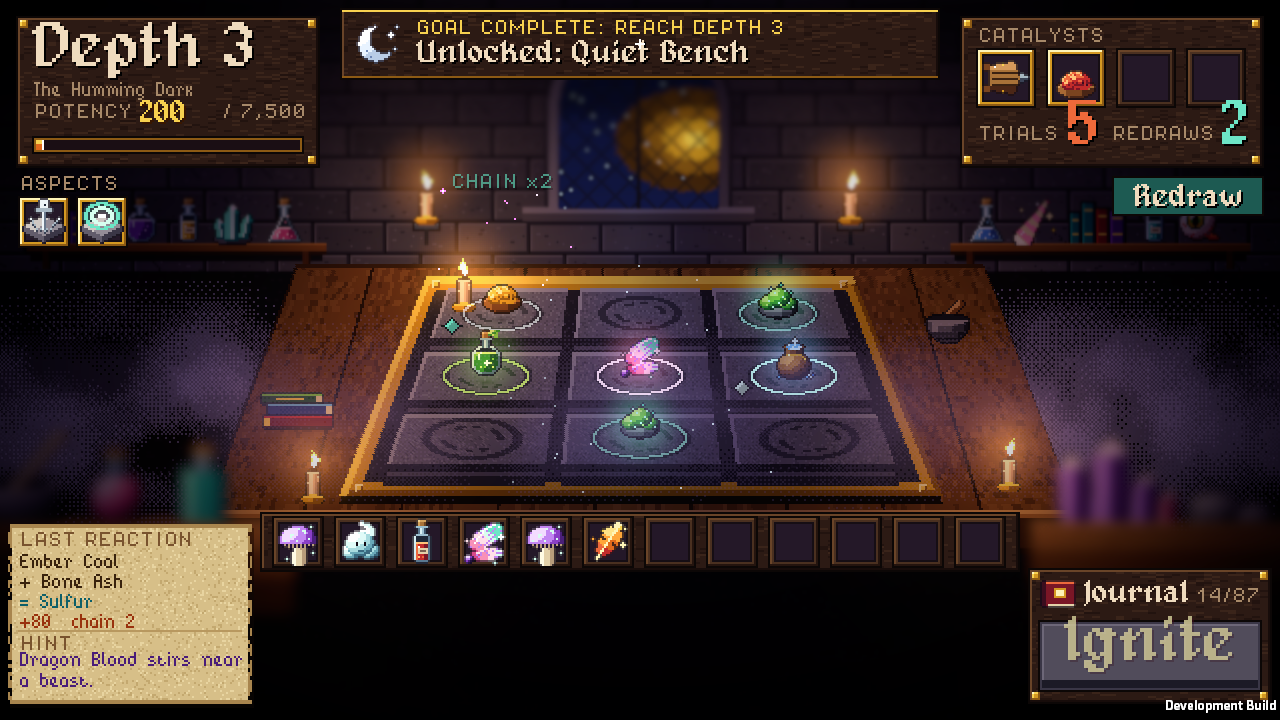 Depth 3
The Humming Dark
POTENCY 200 / 7,500
ASPECTS
GOAL COMPLETE: REACH DEPTH 3
Unlocked: Quiet Bench
CATALYSTS
TRIALS 5 REDRAWS 2
Redraw
CHAIN x2
LAST REACTION
Ember Coal
+ Bone Ash
= Sulfur
+80 chain 2
HINT
Dragon Blood stirs near
a beast.
Journal 14/87
Ignite
Development Build